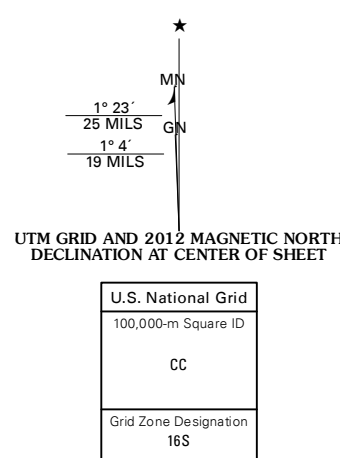 MN
1° 23´
25 MILS
GN
1° 4´
19 MILS
UTM GRID AND 2012 MAGNETIC NORTH
DECLINATION AT CENTER OF SHEET
U.S. National Grid
100,000-m Square ID
CC
Grid Zone Designation
16S